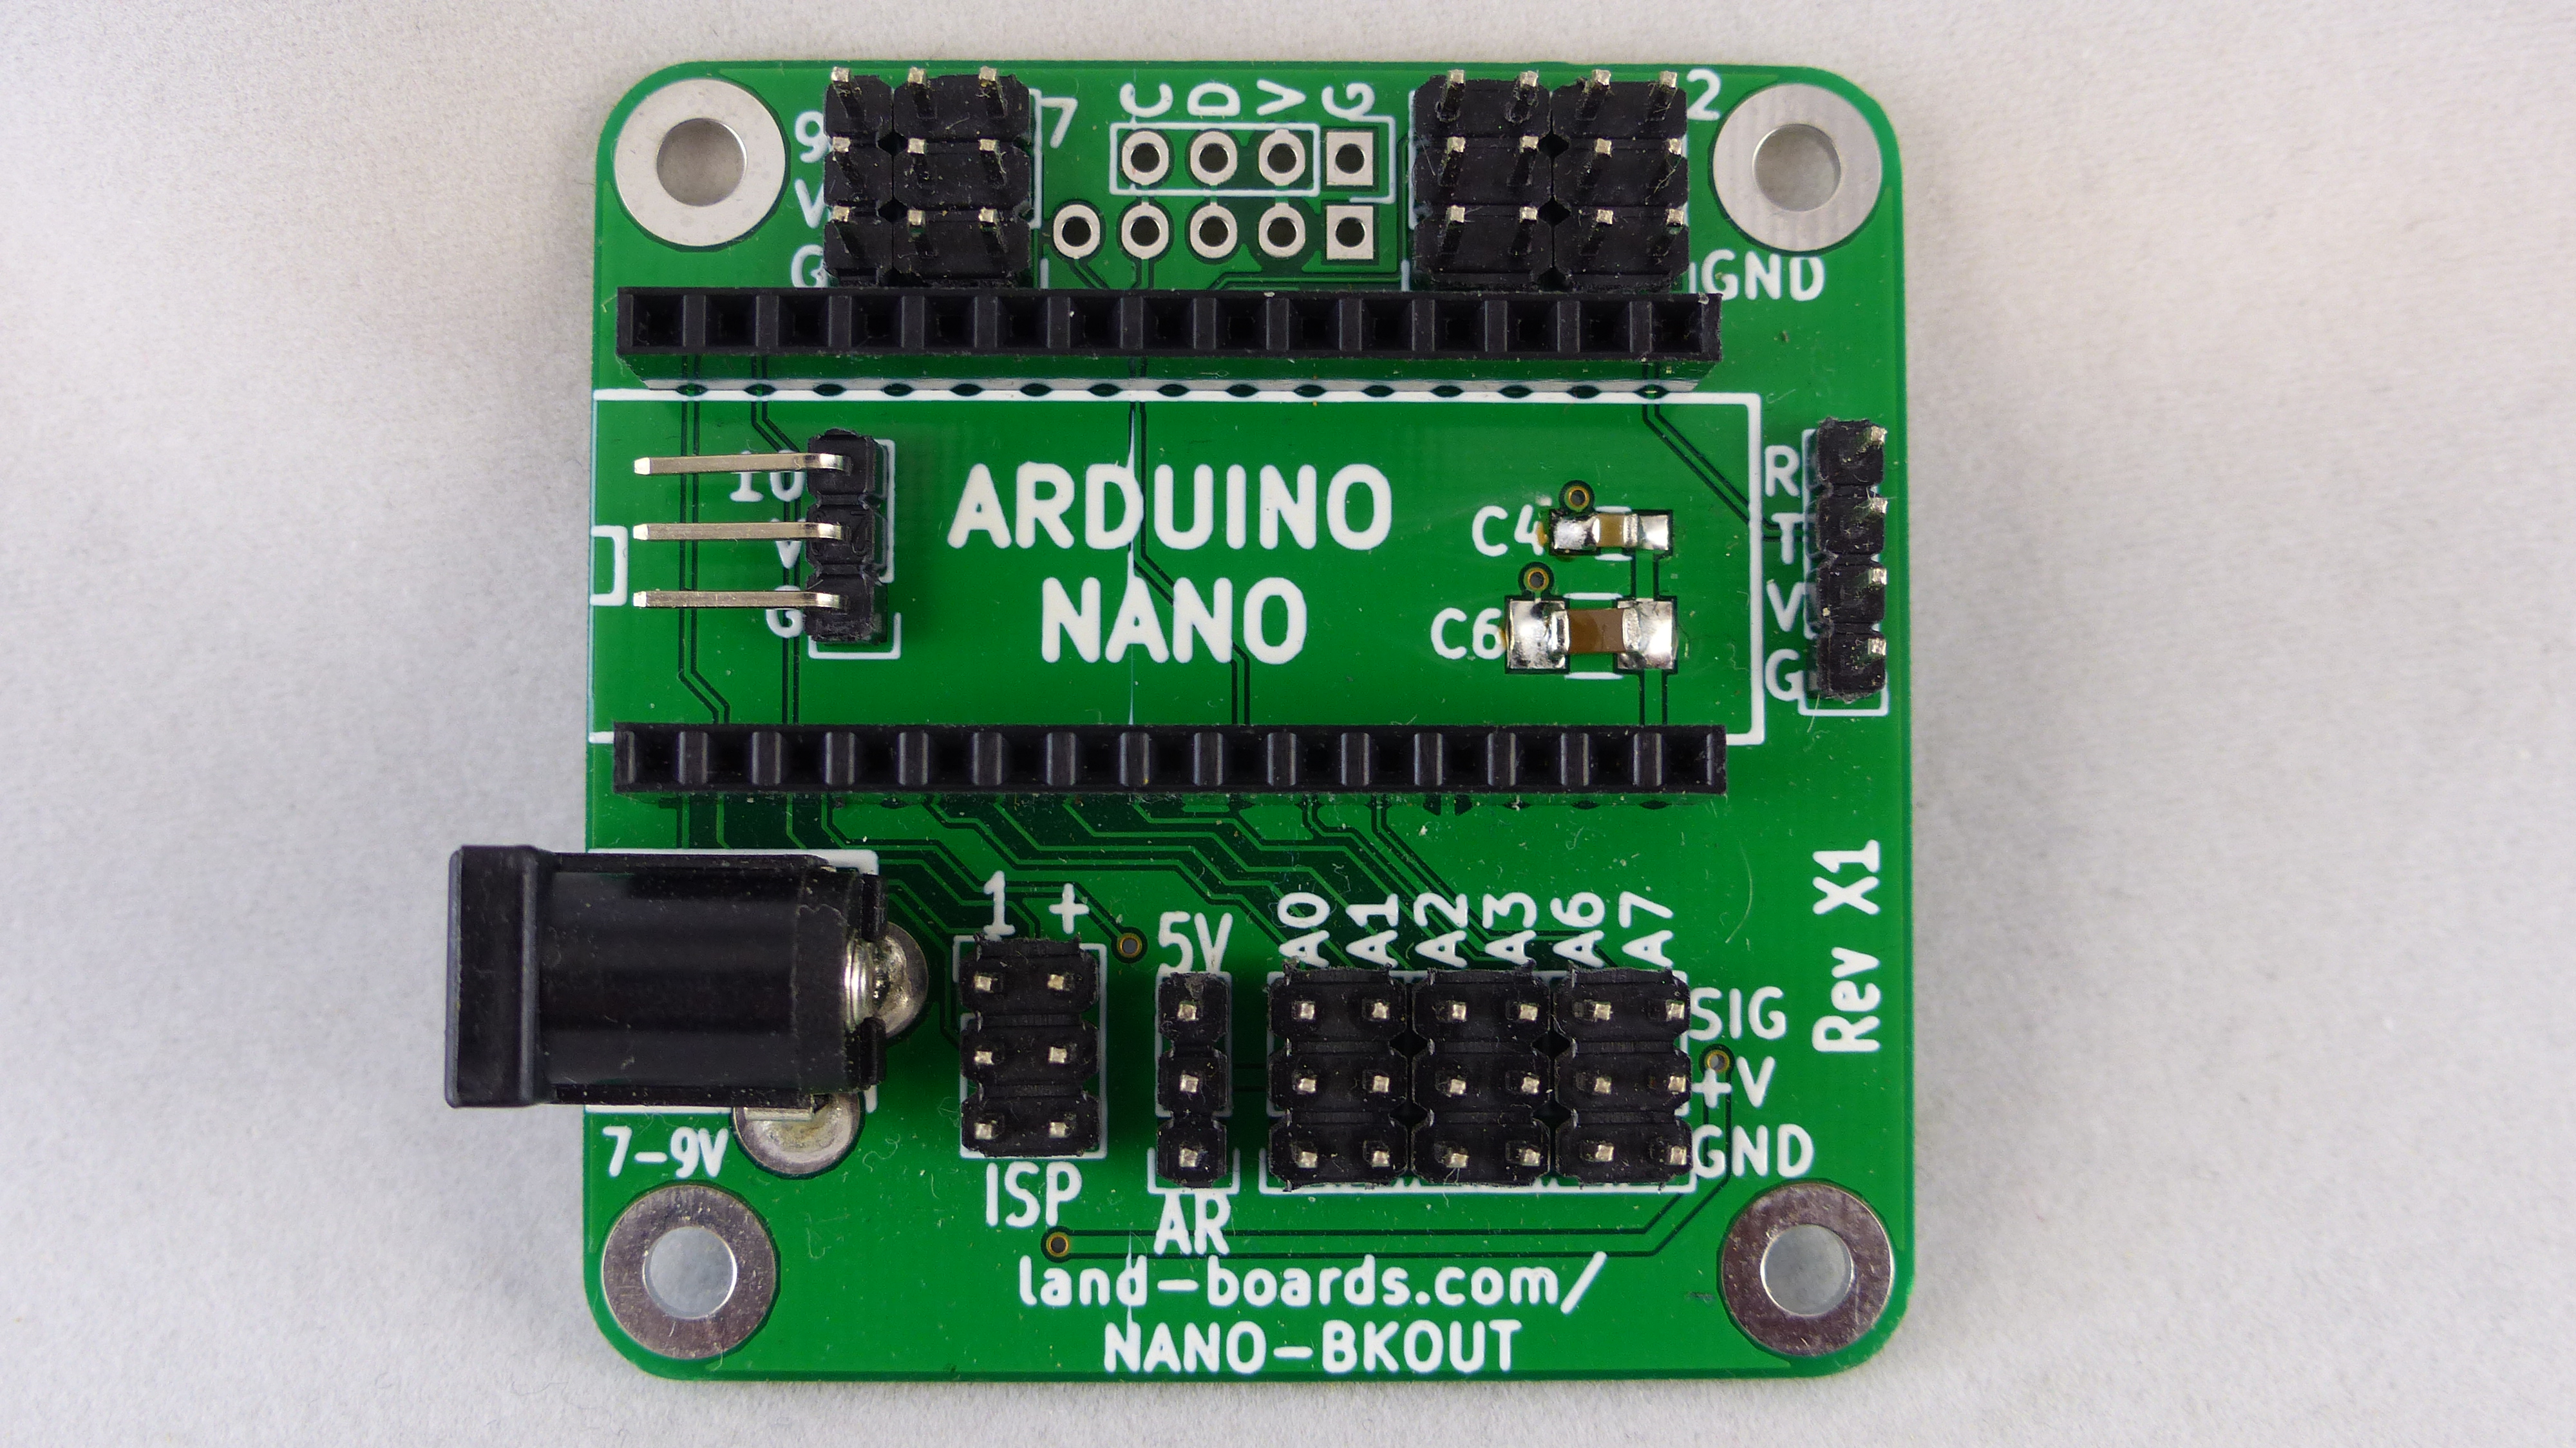 9
V
G
7
C D V G
2
GND
10
V
G
ARDUINO
NANO
C4
C6
R
T
V
G
1 +
5V
A0
A1
A2
A3
A6
A7
SIG
+V
GND
Rev X1
7-9V
ISP
AR
land-boards.com/
NANO-BKOUT